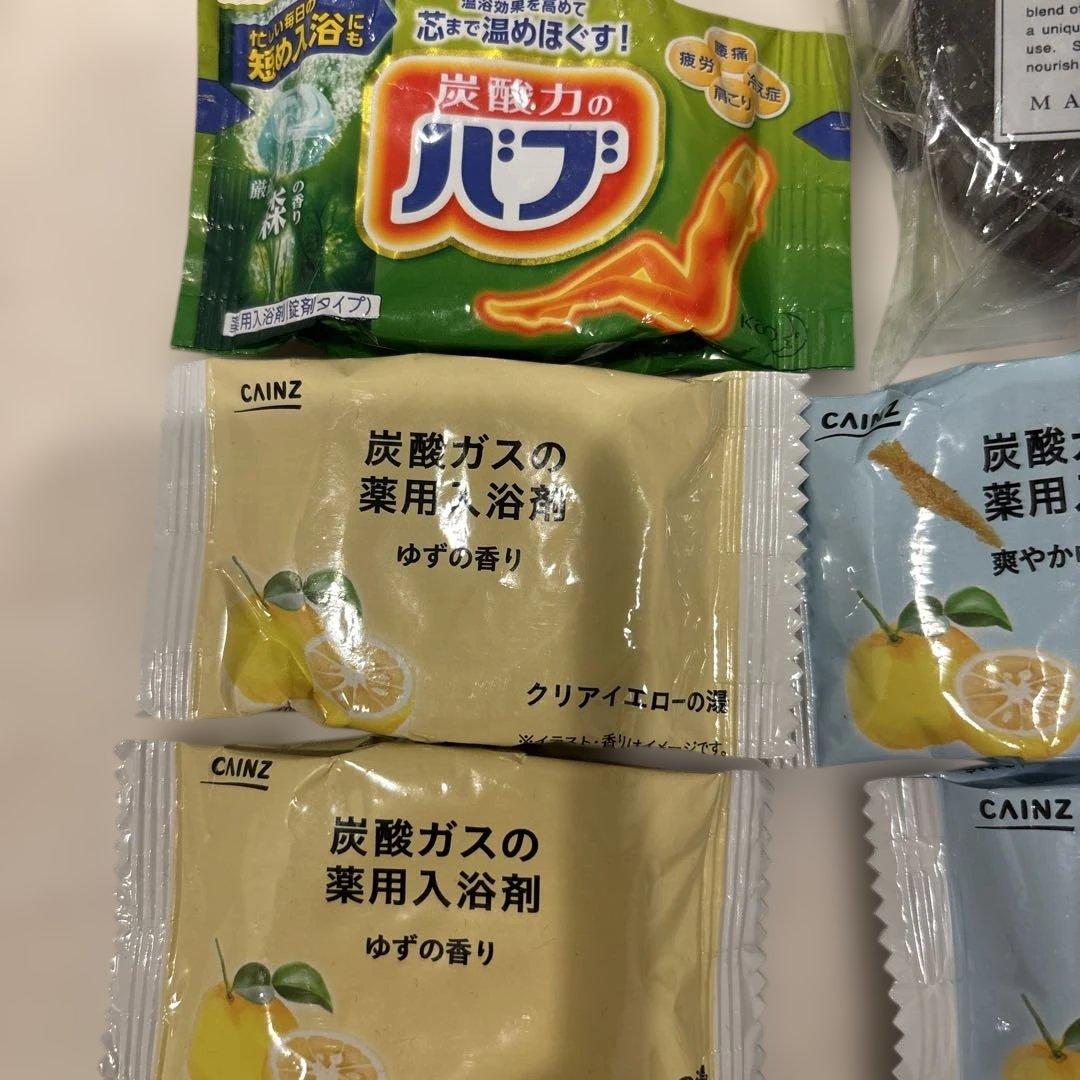 忙しい毎日の
短め入浴にも
温浴効果を高めて
芯まで温めほぐす!
疲労
腰痛
冷え症
肩こり
炭酸力の
バブ
森
の香り
薬用入浴剤(錠剤タイプ)
Kao
blend of
a uniqu
use. S
nourish
MA
CAINZ
炭酸ガスの
薬用入浴剤
ゆずの香り
クリアイエローの湯
※イラスト・香りはイメージです。
CAINZ
炭酸
薬用
爽やか
CAINZ
炭酸ガスの
薬用入浴剤
ゆずの香り
CAINZ